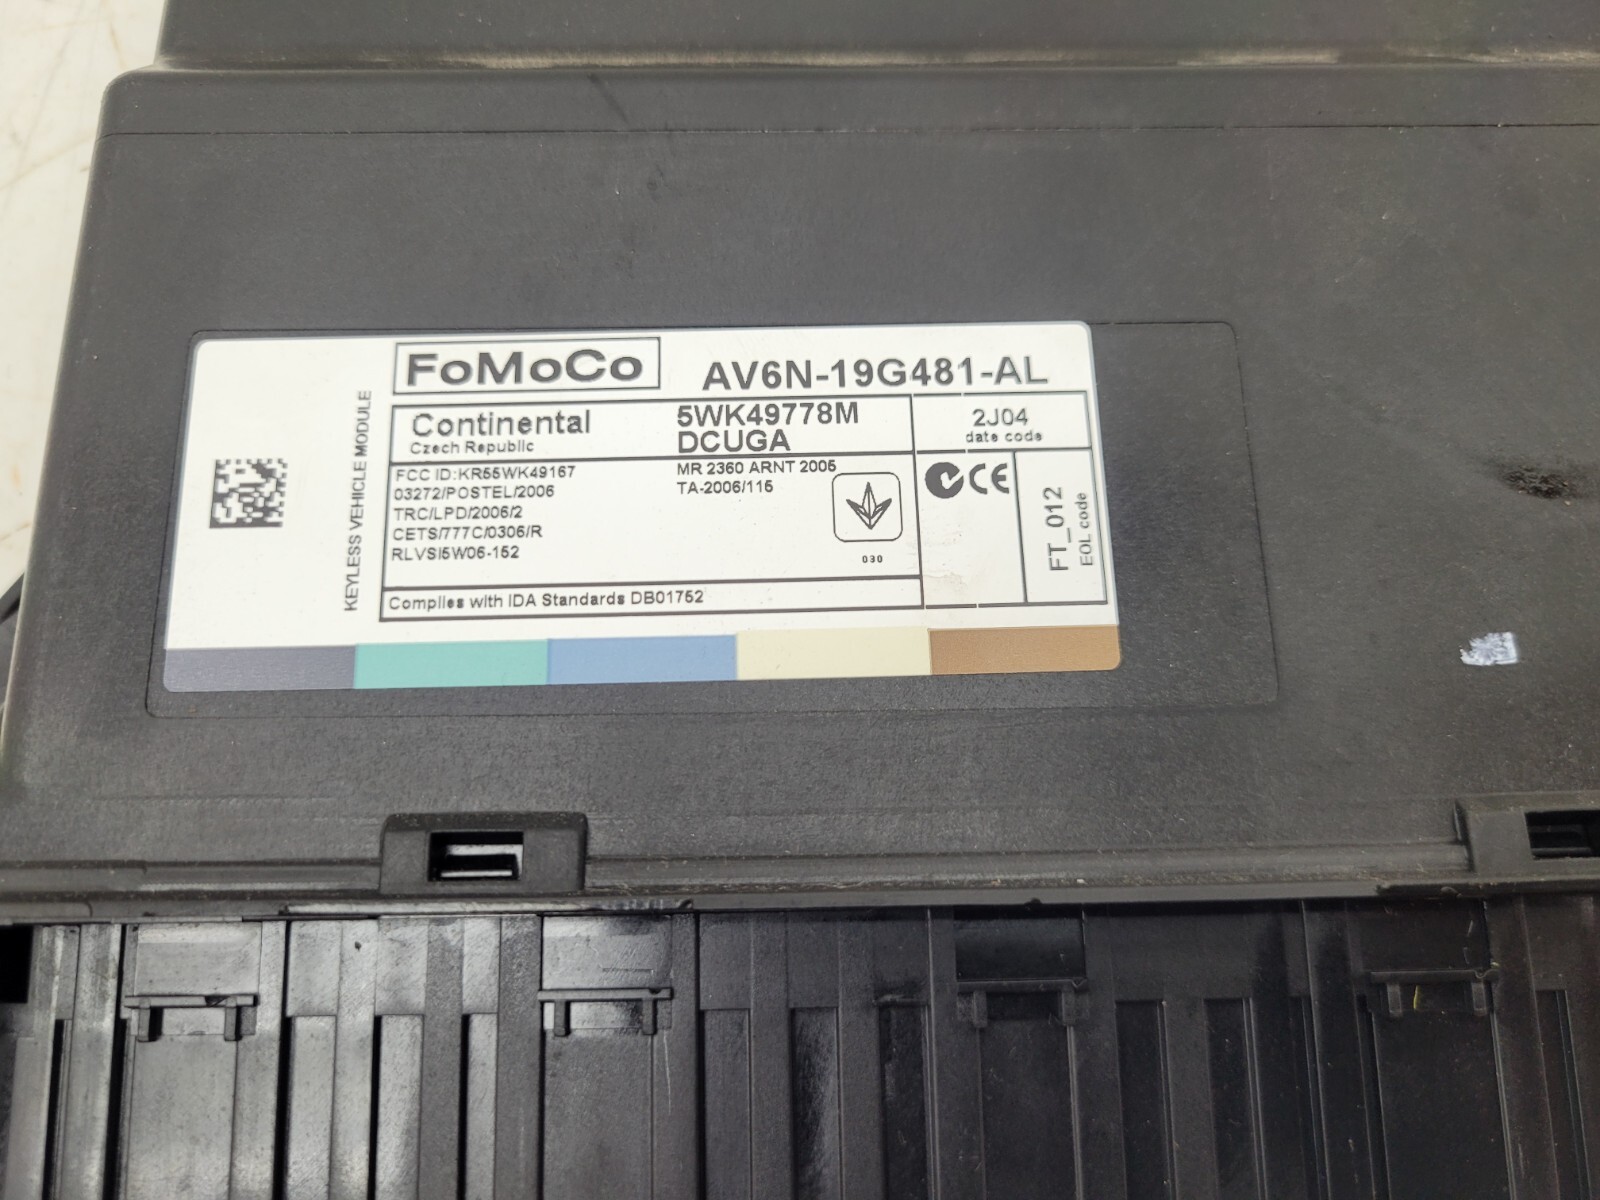 FoMoCo AV6N-19G481-AL
Continental
Czech Republic
5WK49778M
DCUGA
2J04
date code
FCC ID:KR55WK49167
03272/POSTEL/2006
TRC/LPD/2006/2
CETS/777C/0306/R
RLVSI5W06-152
MR 2360 ARNT 2005
TA-2006/115
030
CE
FT_012
EOL code
Complies with IDA Standards DB01752
KEYLESS VEHICLE MODULE